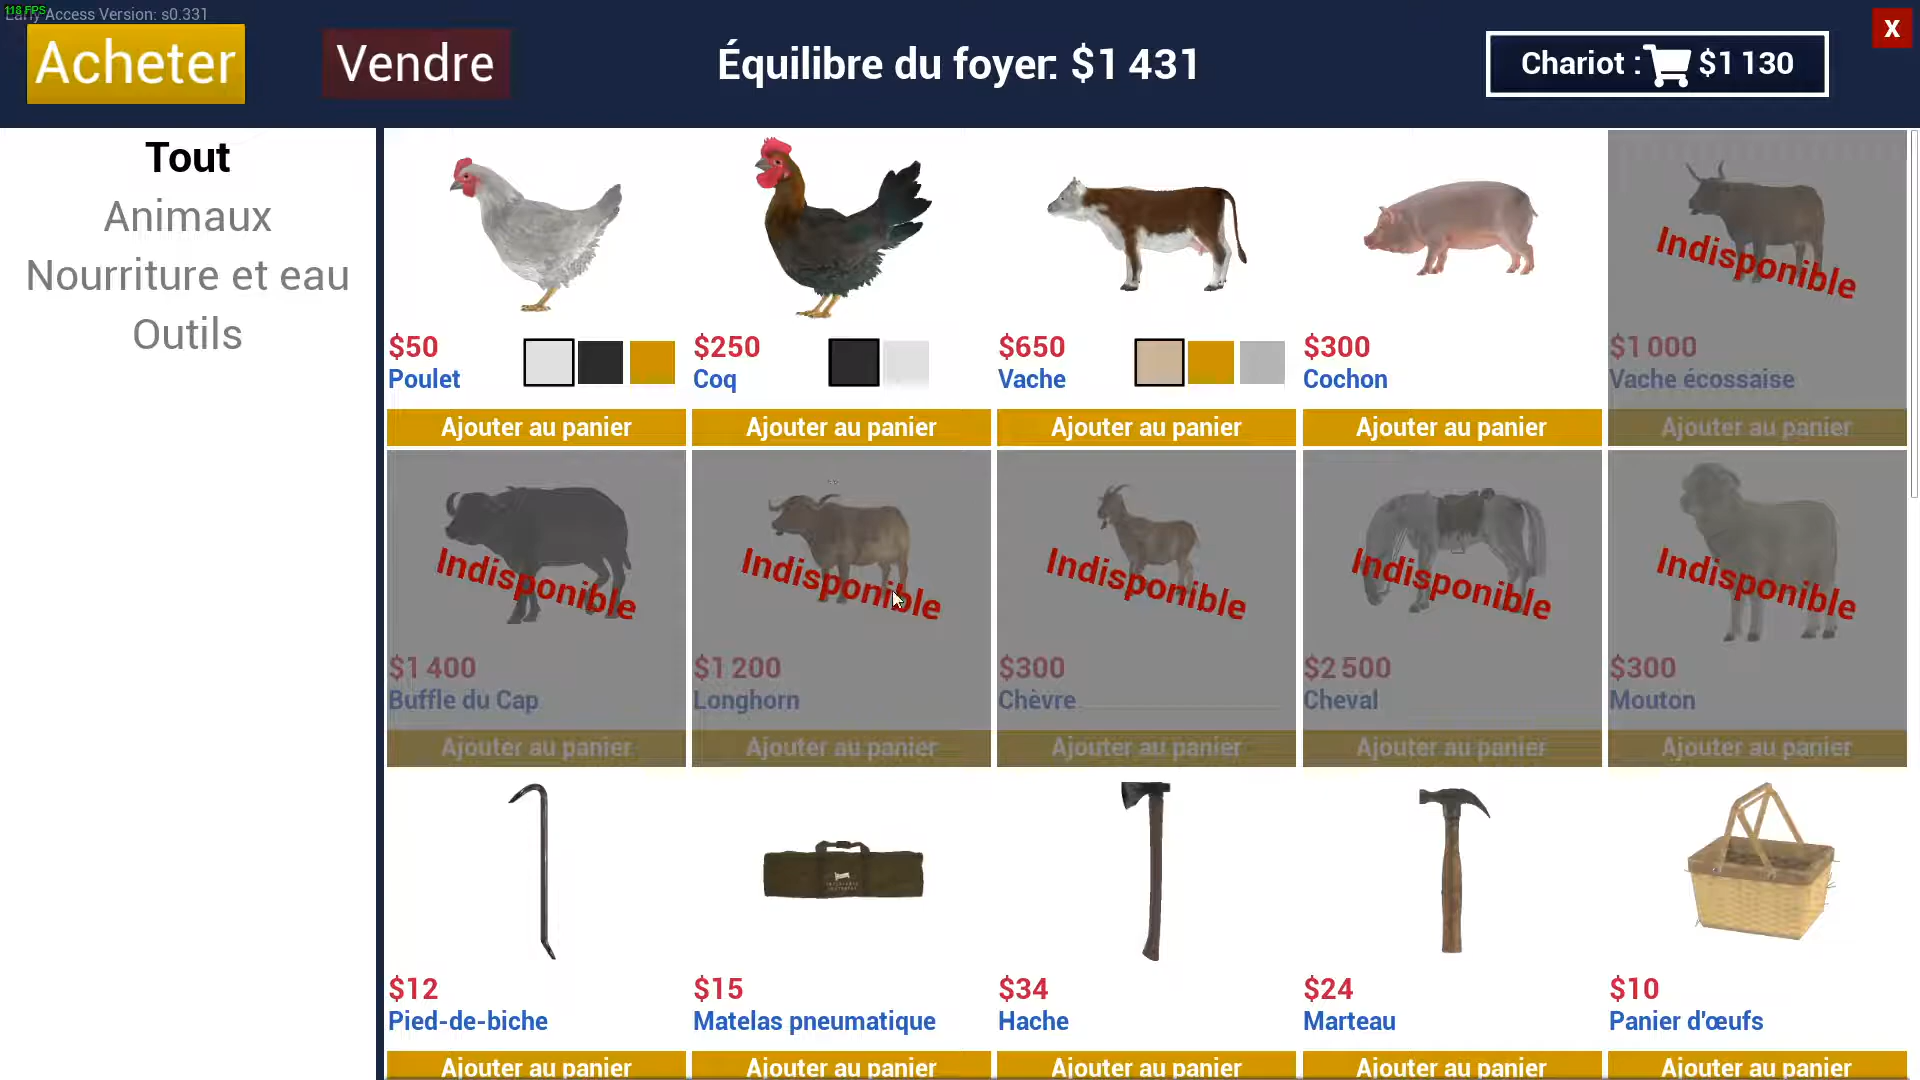 Early Access Version: s0.331
118 FPS
Acheter
Vendre
Équilibre du foyer: $1 431
Chariot : $1 130
X
Tout
Animaux
Nourriture et eau
Outils
$50
Poulet
Ajouter au panier
$250
Coq
Ajouter au panier
$650
Vache
Ajouter au panier
$300
Cochon
Ajouter au panier
Indisponible
$1 000
Vache écossaise
Ajouter au panier
Indisponible
$1 400
Buffle du Cap
Ajouter au panier
Indisponible
$1 200
Longhorn
Ajouter au panier
Indisponible
$300
Chèvre
Ajouter au panier
Indisponible
$2 500
Cheval
Ajouter au panier
Indisponible
$300
Mouton
Ajouter au panier
$12
Pied-de-biche
Ajouter au panier
$15
Matelas pneumatique
Ajouter au panier
$34
Hache
Ajouter au panier
$24
Marteau
Ajouter au panier
$10
Panier d'œufs
Ajouter au panier